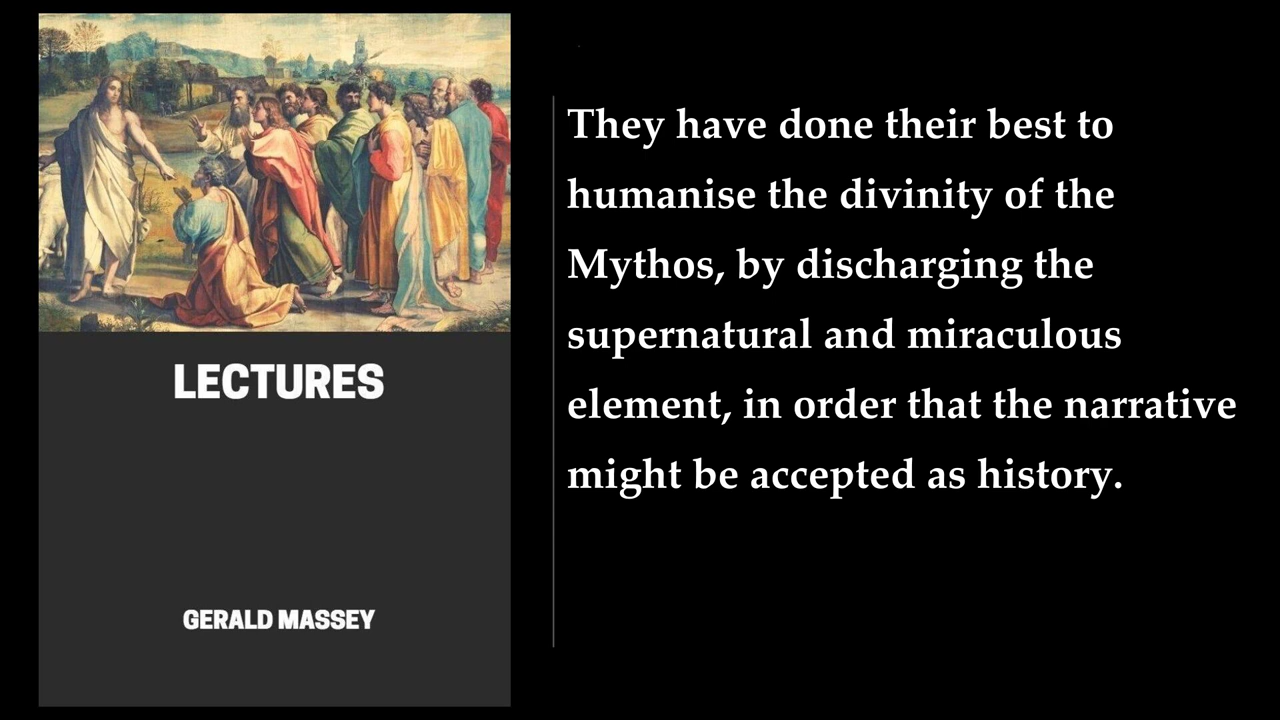 LECTURES
GERALD MASSEY
They have done their best to
humanise the divinity of the
Mythos, by discharging the
supernatural and miraculous
element, in order that the narrative
might be accepted as history.